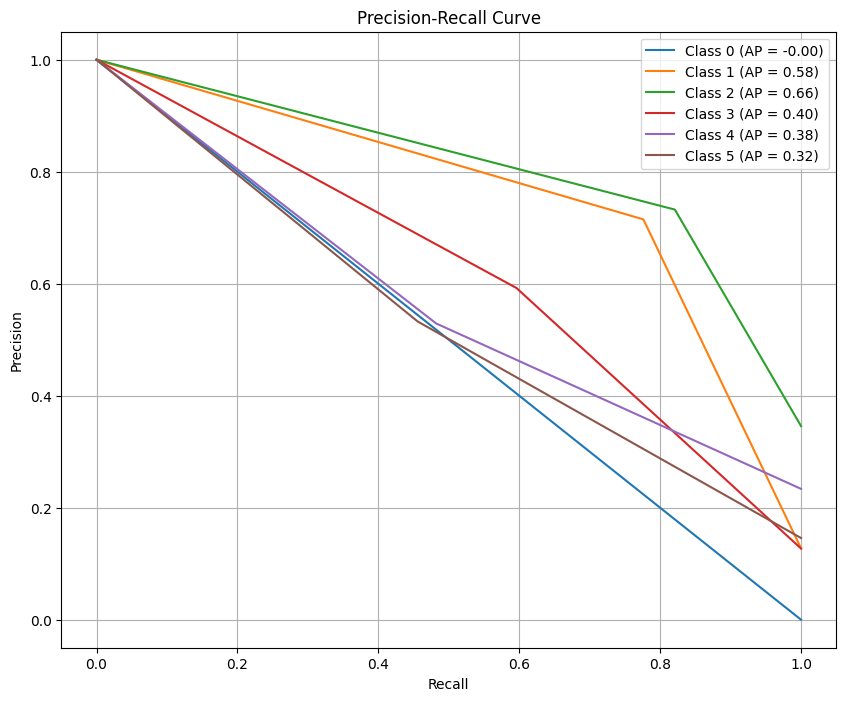 Precision-Recall Curve
Class 0 (AP = -0.00)
Class 1 (AP = 0.58)
Class 2 (AP = 0.66)
Class 3 (AP = 0.40)
Class 4 (AP = 0.38)
Class 5 (AP = 0.32)
Precision
1.0
0.8
0.6
0.4
0.2
0.0
0.0 0.2 0.4 0.6 0.8 1.0
Recall